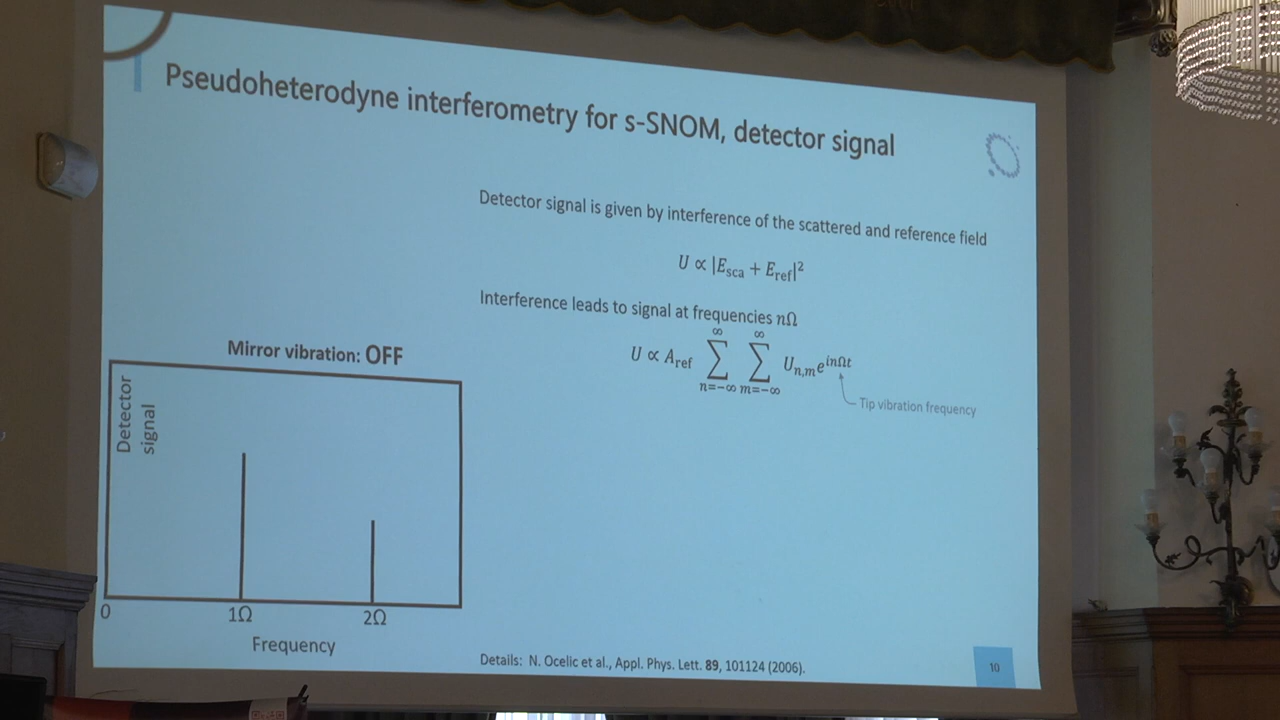 Pseudoheterodyne interferometry for s-SNOM, detector signal
Detector signal is given by interference of the scattered and reference field
U ∝ |E_sca + E_ref|²
Interference leads to signal at frequencies nΩ
U ∝ A_ref ∑_{n=-∞}^{∞} ∑_{m=-∞}^{∞} U_{n,m} e^{inΩt}
Tip vibration frequency
Mirror vibration: OFF
Detector
signal
0 1Ω 2Ω
Frequency
Details: N. Ocelic et al., Appl. Phys. Lett. 89, 101124 (2006).
10